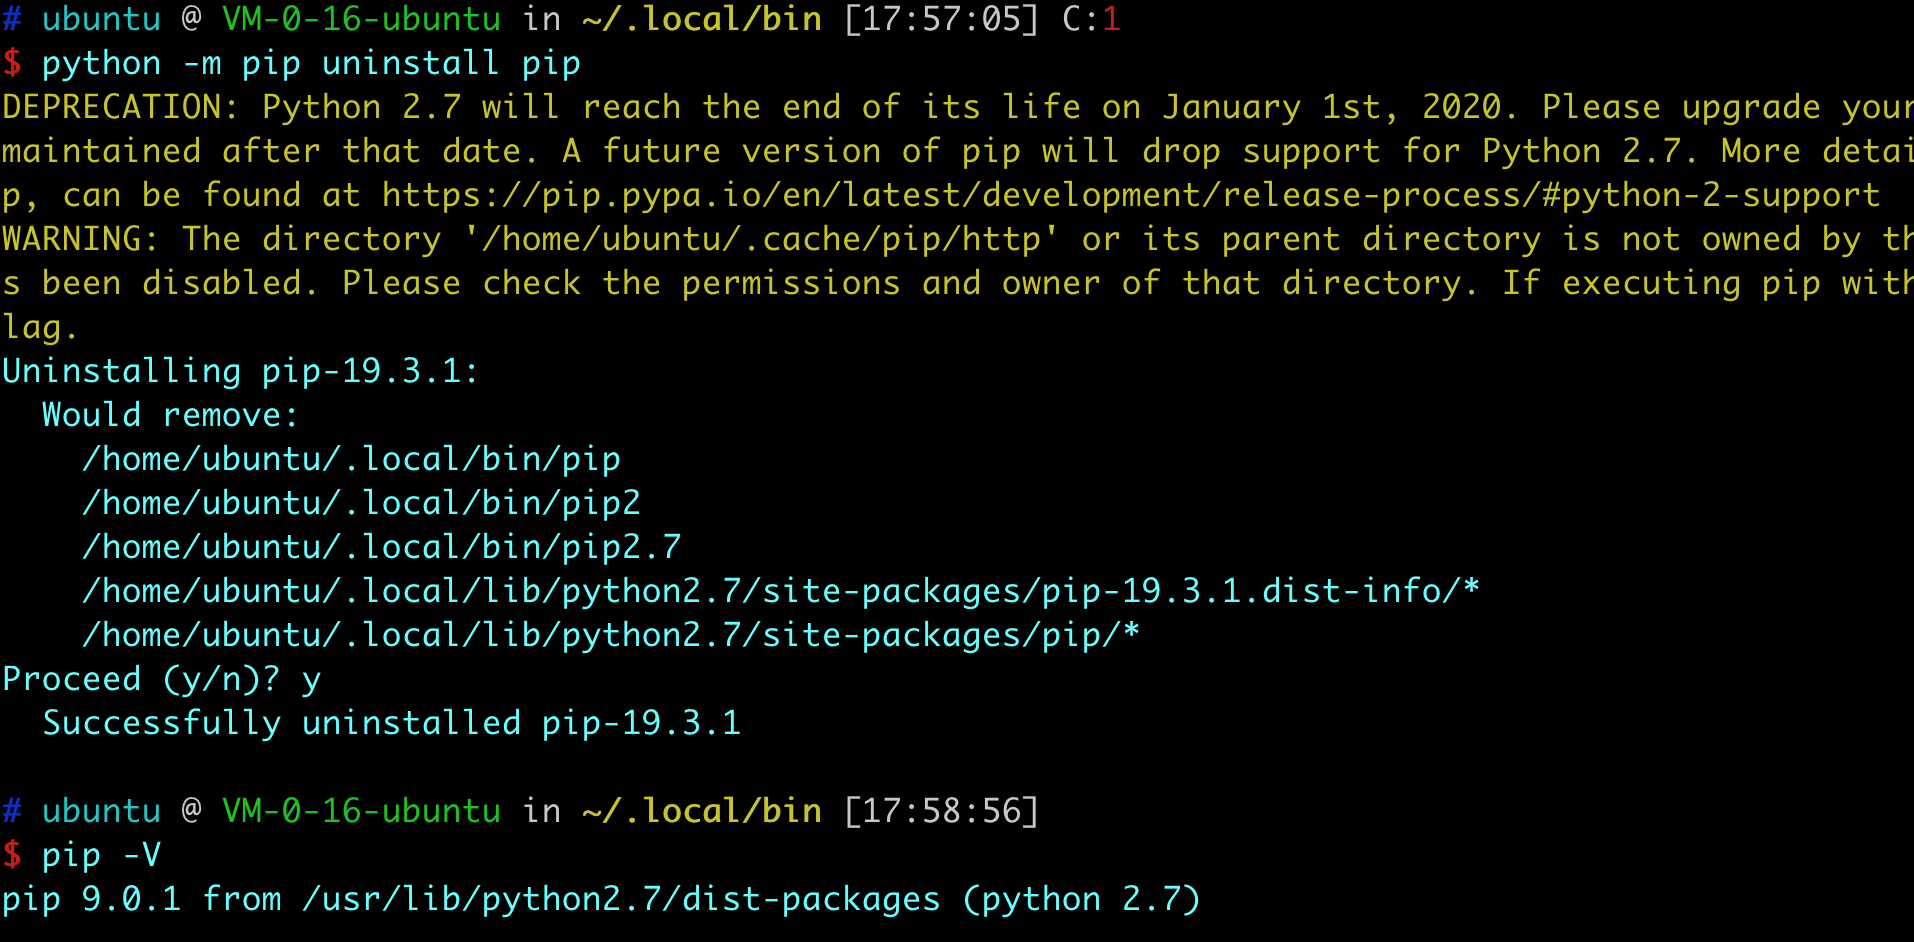 # ubuntu @ VM-0-16-ubuntu in ~/.local/bin [17:57:05] C:1
$ python -m pip uninstall pip
DEPRECATION: Python 2.7 will reach the end of its life on January 1st, 2020. Please upgrade your
maintained after that date. A future version of pip will drop support for Python 2.7. More detai
p, can be found at https://pip.pypa.io/en/latest/development/release-process/#python-2-support
WARNING: The directory '/home/ubuntu/.cache/pip/http' or its parent directory is not owned by th
s been disabled. Please check the permissions and owner of that directory. If executing pip with
lag.
Uninstalling pip-19.3.1:
  Would remove:
    /home/ubuntu/.local/bin/pip
    /home/ubuntu/.local/bin/pip2
    /home/ubuntu/.local/bin/pip2.7
    /home/ubuntu/.local/lib/python2.7/site-packages/pip-19.3.1.dist-info/*
    /home/ubuntu/.local/lib/python2.7/site-packages/pip/*
Proceed (y/n)? y
  Successfully uninstalled pip-19.3.1
# ubuntu @ VM-0-16-ubuntu in ~/.local/bin [17:58:56]
$ pip -V
pip 9.0.1 from /usr/lib/python2.7/dist-packages (python 2.7)